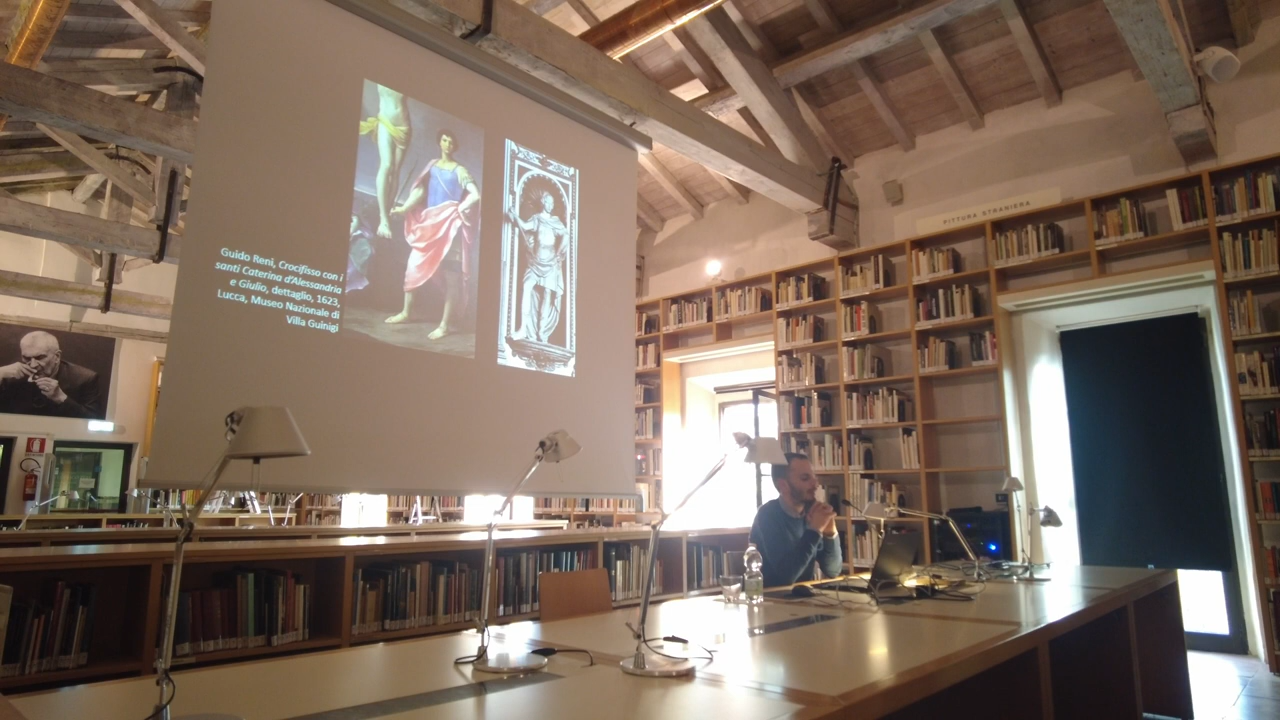 Guido Reni, Crocifisso con i
santi Caterina d'Alessandria
e Giulio, dettaglio, 1623,
Lucca, Museo Nazionale di
Villa Guinigi
PITTURA STRANIERA